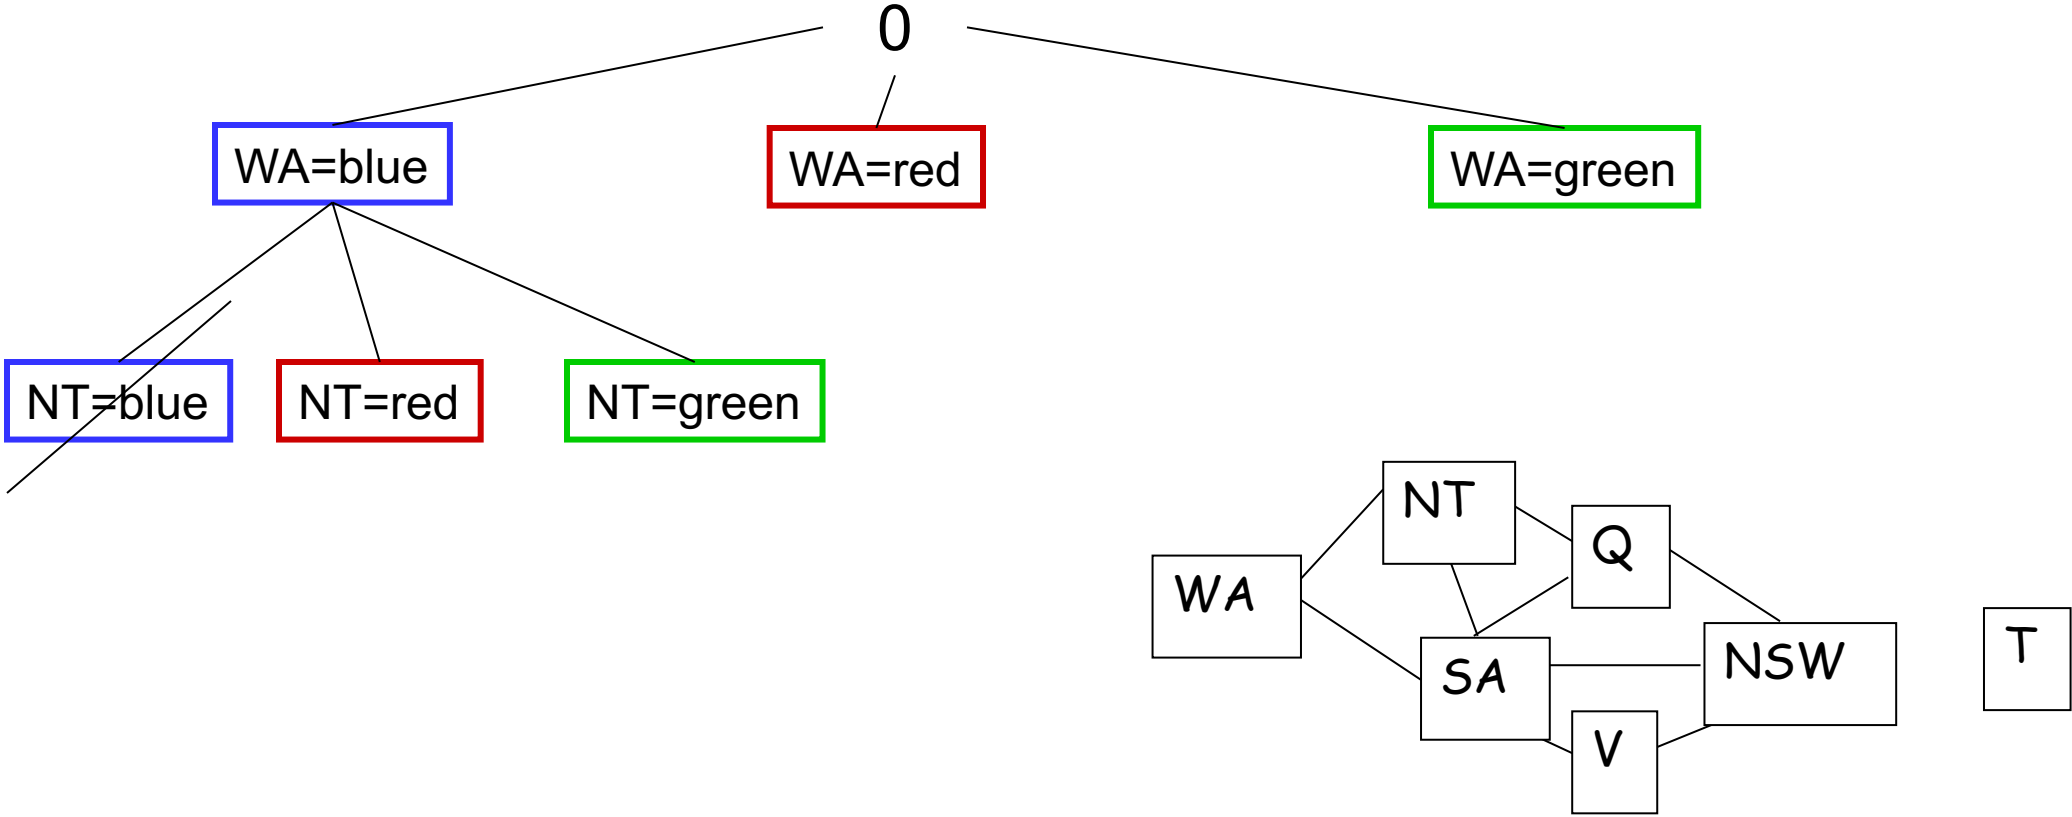 0
WA=blue
WA=red
WA=green
NT=blue
NT=red
NT=green
NT
Q
WA
T
SA
NSW
V